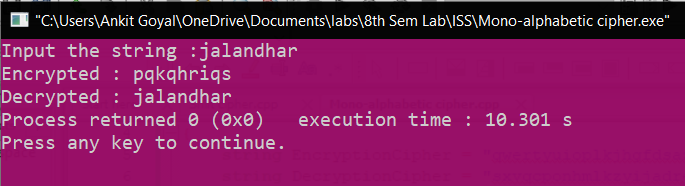 "C:\Users\Ankit Goyal\OneDrive\Documents\labs\8th Sem Lab\ISS\Mono-alphabetic cipher.exe"
Input the string :jalandhar
Encrypted : pqkqhriqs
Decrypted : jalandhar
Process returned 0 (0x0)   execution time : 10.301 s
Press any key to continue.